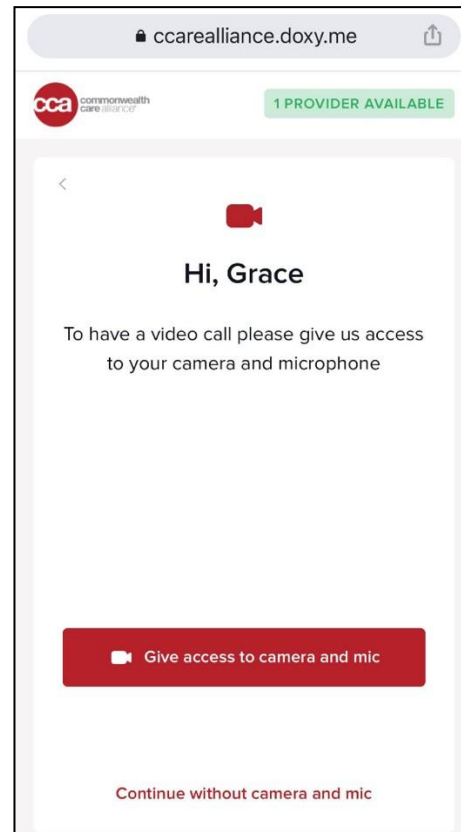 ccarealliance.doxy.me
cca commonwealth
care alliance®
1 PROVIDER AVAILABLE
Hi, Grace
To have a video call please give us access
to your camera and microphone
Give access to camera and mic
Continue without camera and mic